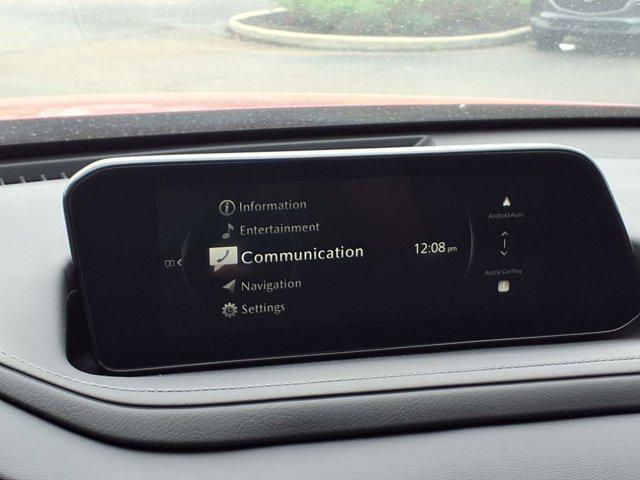 Information
Entertainment
Communication
Navigation
Settings
12:08 pm
Android Auto
Apple CarPlay